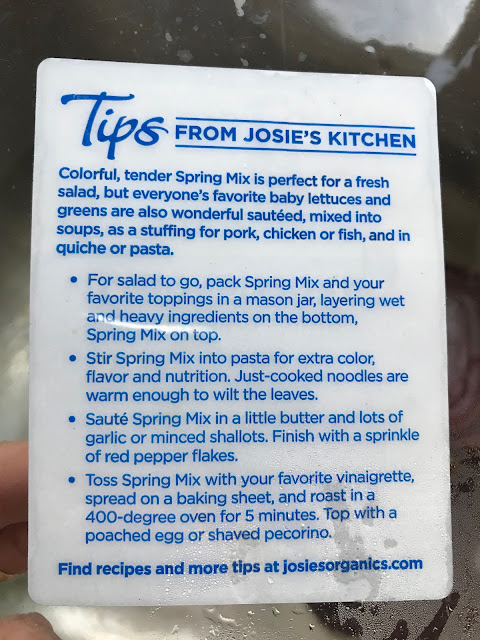 Tips FROM JOSIE'S KITCHEN
Colorful, tender Spring Mix is perfect for a fresh
salad, but everyone's favorite baby lettuces and
greens are also wonderful sautéed, mixed into
soups, as a stuffing for pork, chicken or fish, and in
quiche or pasta.
• For salad to go, pack Spring Mix and your
favorite toppings in a mason jar, layering wet
and heavy ingredients on the bottom,
Spring Mix on top.
• Stir Spring Mix into pasta for extra color,
flavor and nutrition. Just-cooked noodles are
warm enough to wilt the leaves.
• Sauté Spring Mix in a little butter and lots of
garlic or minced shallots. Finish with a sprinkle
of red pepper flakes.
• Toss Spring Mix with your favorite vinaigrette,
spread on a baking sheet, and roast in a
400-degree oven for 5 minutes. Top with a
poached egg or shaved pecorino.
Find recipes and more tips at josiesorganics.com